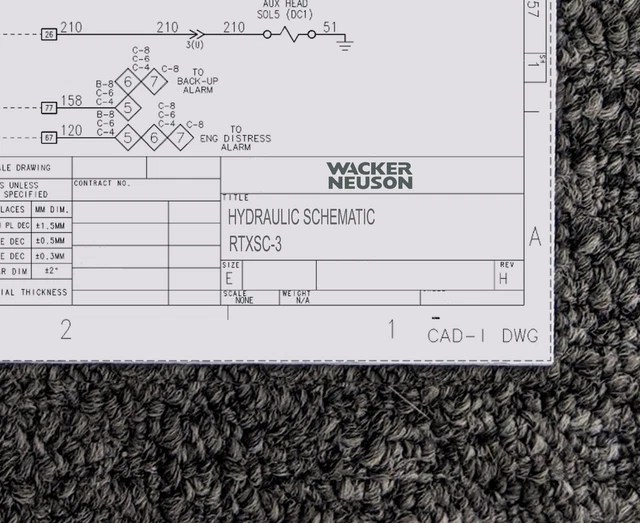 AUX HEAD
SOL5 (DC1)
26 210 210 210 51
3(U)
57
S4
1
C-8
C-6
C-4
6 7 C-8
TO
BACK-UP
ALARM
B-8
C-6
C-4
77 158 5
C-8
C-6
C-4
B-8
C-6
C-4
67 120 5 6 7 C-8
TO
ENG DISTRESS
ALARM
LE DRAWING
S UNLESS
SPECIFIED
CONTRACT NO.
LACES MM DIM.
PL DEC ±1.5MM
E DEC ±0.5MM
E DEC ±0.3MM
R DIM ±2°
IAL THICKNESS
WACKER
NEUSON
TITLE
HYDRAULIC SCHEMATIC
RTXSC-3
A
SIZE
E
REV
H
SCALE
NONE
WEIGHT
N/A
2
1
CAD-1 DWG